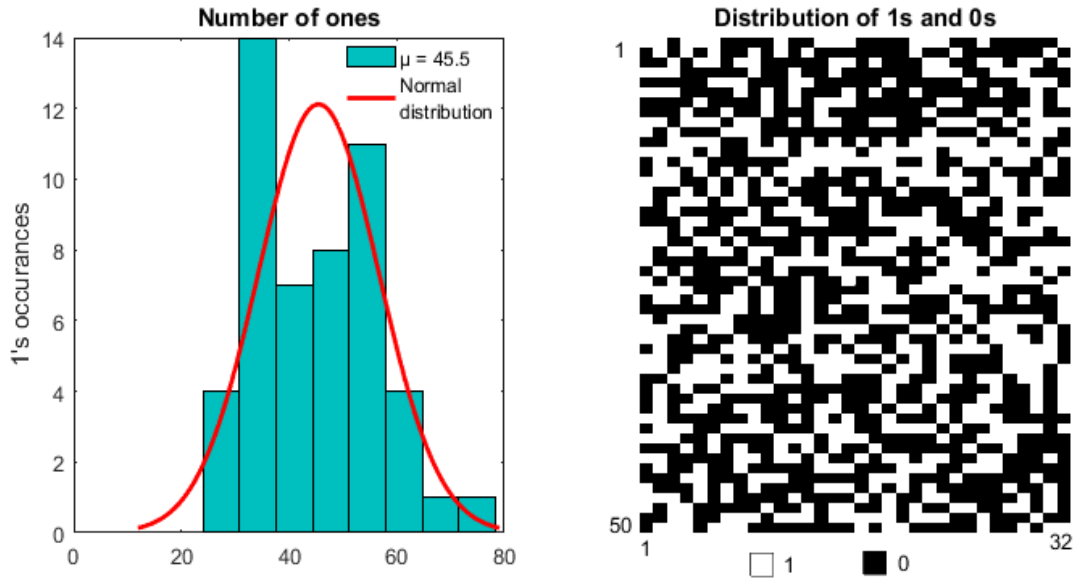 Number of ones
14
12
10
8
6
4
2
0
1's occurances
0 20 40 60 80
μ = 45.5
Normal
distribution
Distribution of 1s and 0s
1
50
1 32
1 0